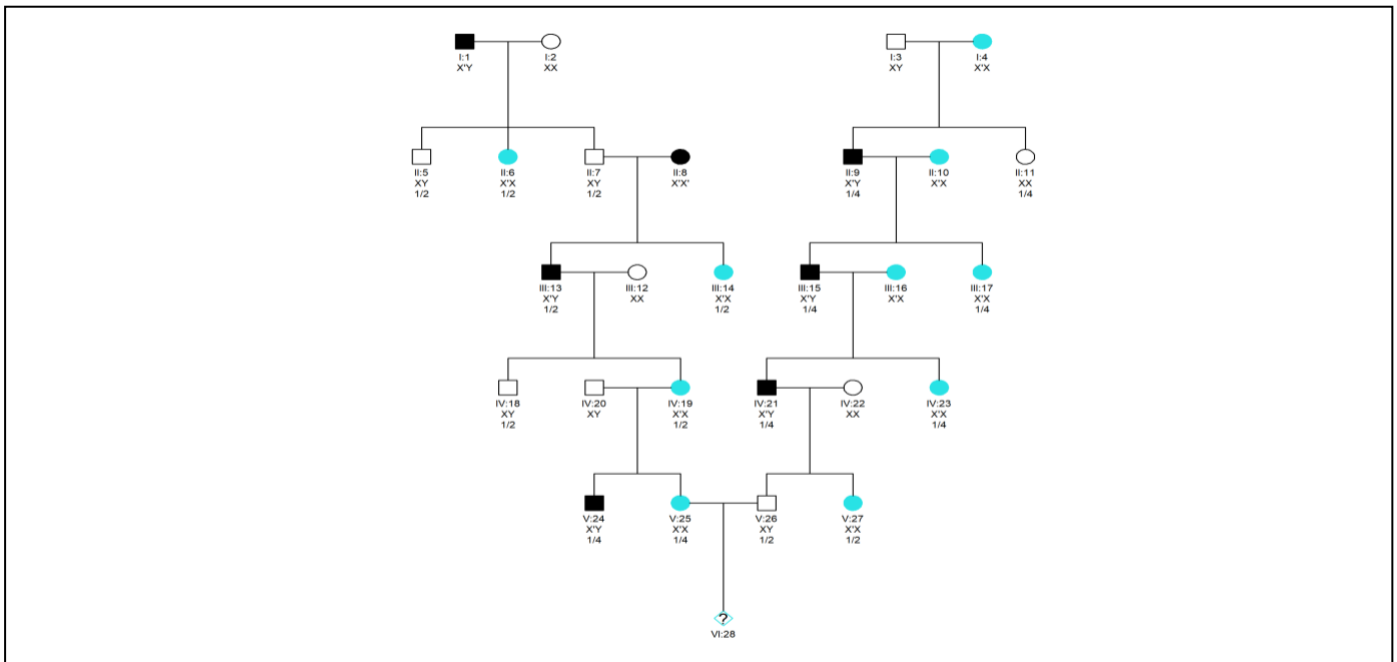 I:1
X'Y
I:2
XX
I:3
XY
I:4
X'X
II:5
XY
1/2
II:6
X'X
1/2
II:7
XY
1/2
II:8
X'X'
II:9
X'Y
1/4
II:10
X'X
II:11
XX
1/4
III:13
X'Y
1/2
III:12
XX
III:14
X'X
1/2
III:15
X'Y
1/4
III:16
X'X
III:17
X'X
1/4
IV:18
XY
1/2
IV:20
XY
IV:19
X'X
1/2
IV:21
X'Y
1/4
IV:22
XX
IV:23
X'X
1/4
V:24
X'Y
1/4
V:25
X'X
1/4
V:26
XY
1/2
V:27
X'X
1/2
?
VI:28